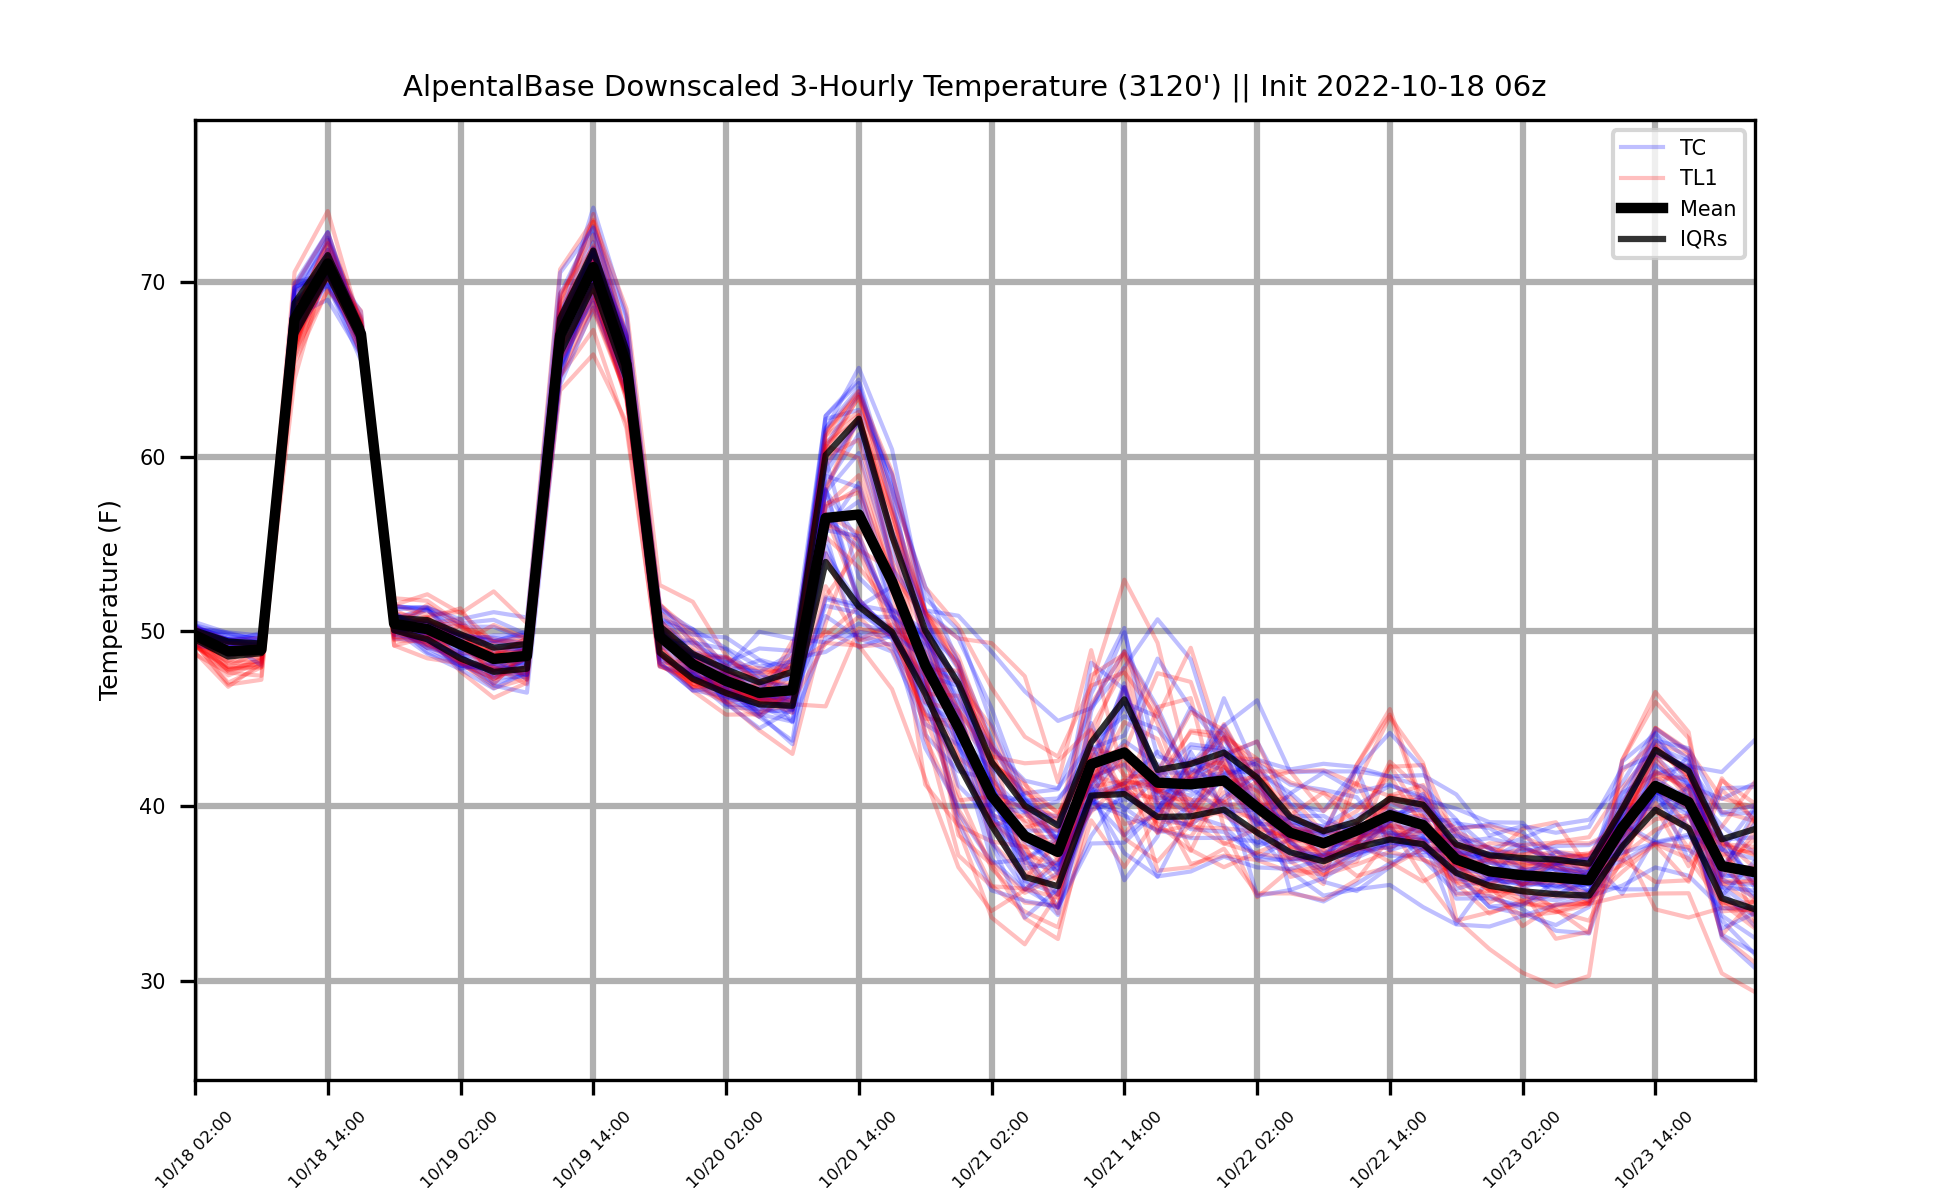 AlpentalBase Downscaled 3-Hourly Temperature (3120') || Init 2022-10-18 06z
TC
TL1
Mean
IQRs
Temperature (F)
70
60
50
40
30
10/18 02:00
10/18 14:00
10/19 02:00
10/19 14:00
10/20 02:00
10/20 14:00
10/21 02:00
10/21 14:00
10/22 02:00
10/22 14:00
10/23 02:00
10/23 14:00